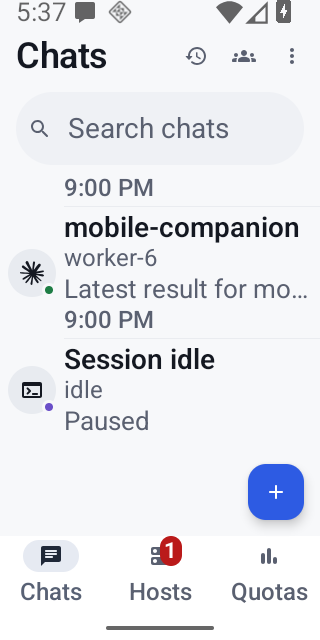 5:37
Chats
Search chats
9:00 PM
mobile-companion
worker-6
Latest result for mo...
9:00 PM
Session idle
idle
Paused
1
Chats Hosts Quotas